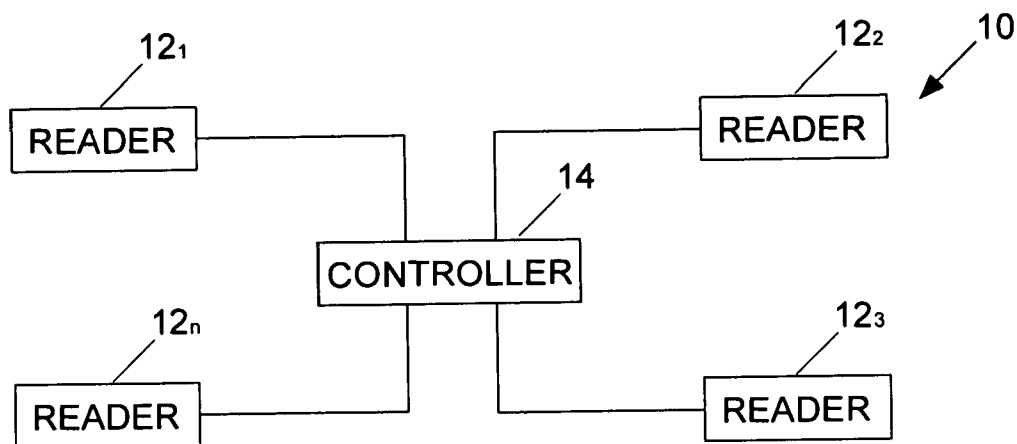 12₁
12₂
10
READER
READER
14
CONTROLLER
12ₙ
12₃
READER
READER